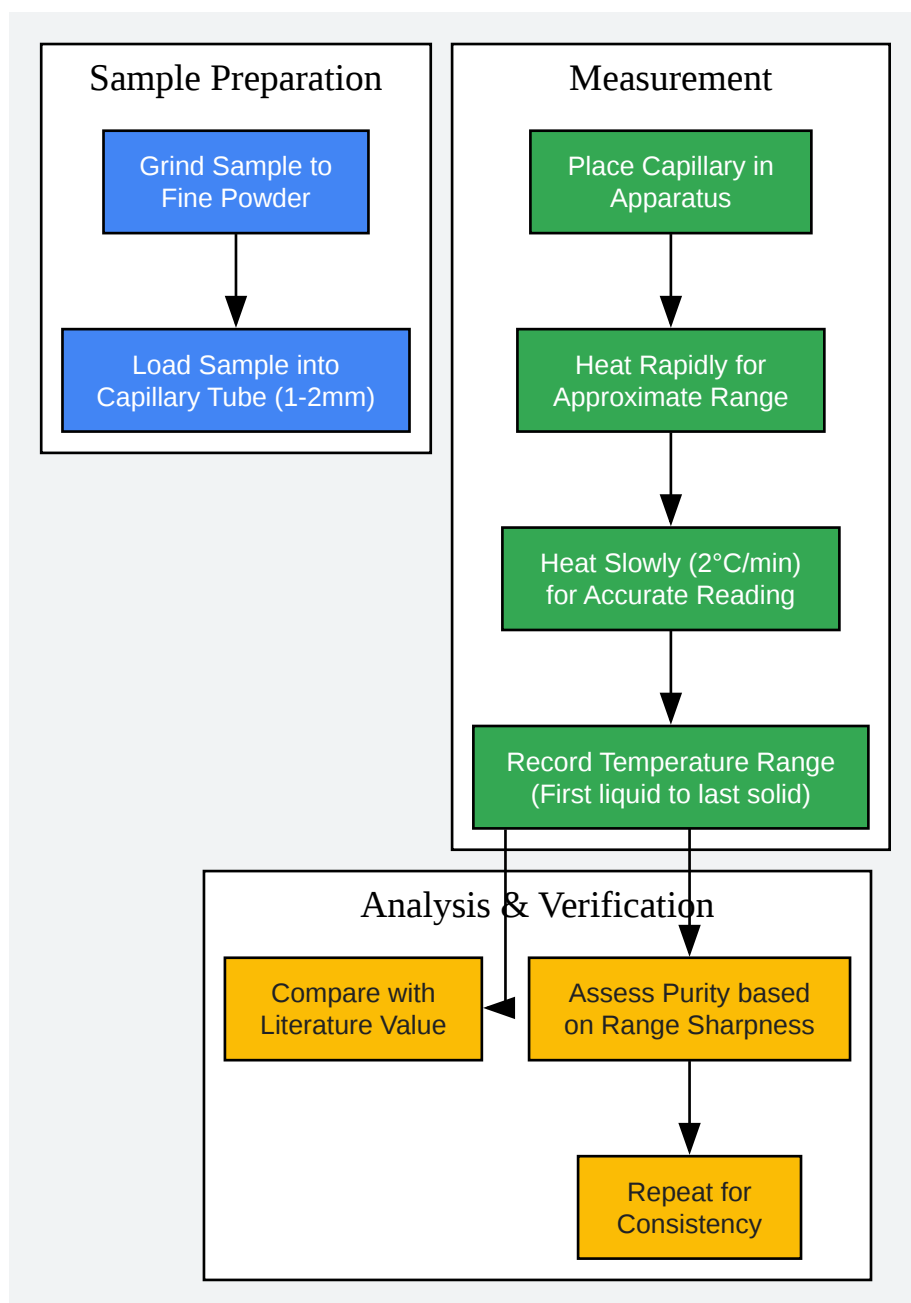 Sample Preparation
Grind Sample to
Fine Powder
Load Sample into
Capillary Tube (1-2mm)
Measurement
Place Capillary in
Apparatus
Heat Rapidly for
Approximate Range
Heat Slowly (2°C/min)
for Accurate Reading
Record Temperature Range
(First liquid to last solid)
Analysis & Verification
Compare with
Literature Value
Assess Purity based
on Range Sharpness
Repeat for
Consistency